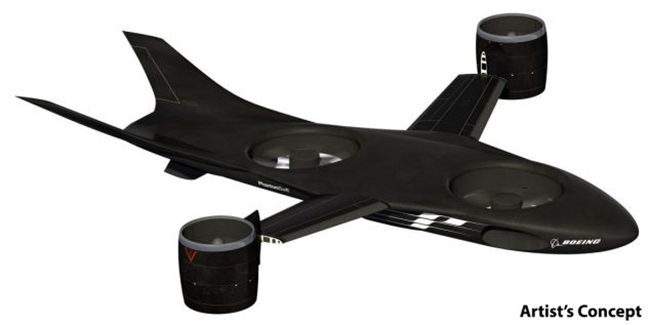 PhantomSwift
BOEING
Artist's Concept